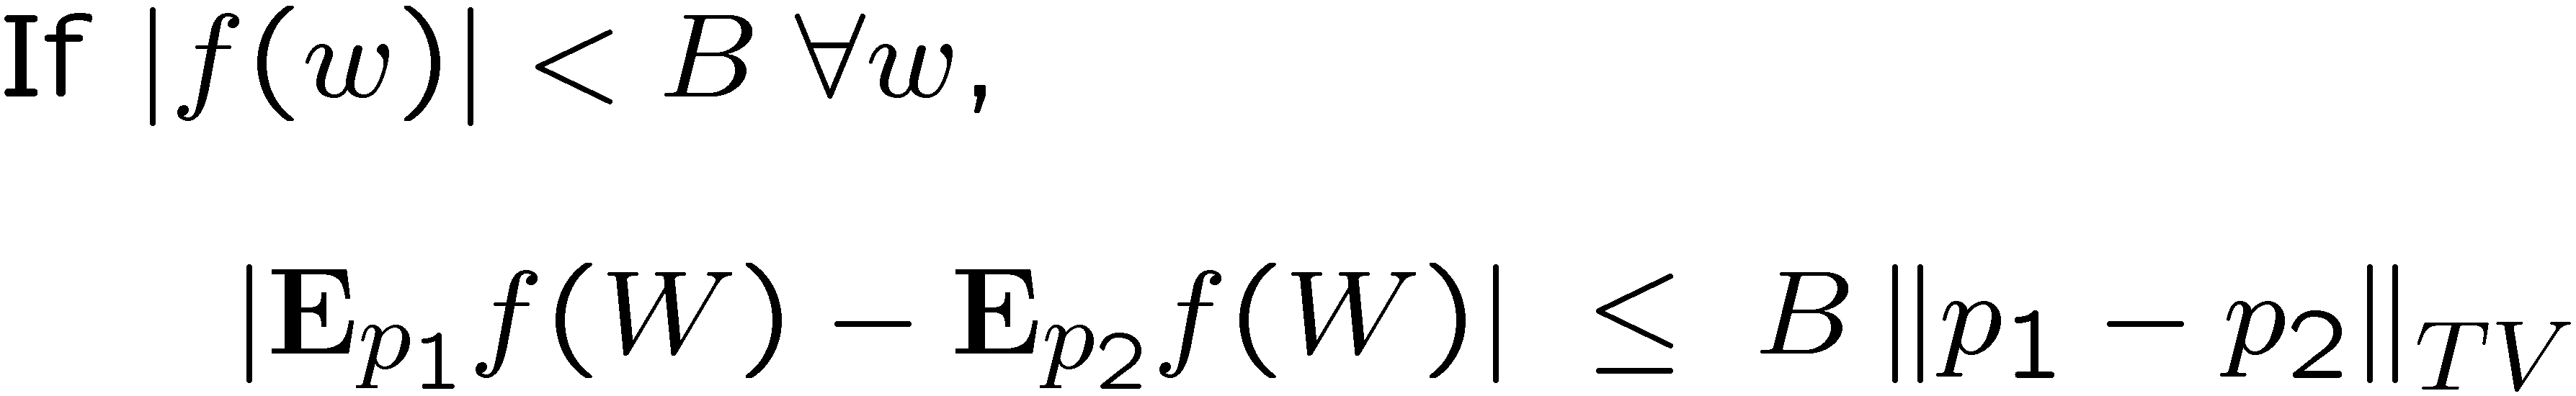 If |f(w)| < B ∀w,
|𝐄_{p_1} f(W) − 𝐄_{p_2} f(W)| ≤ B ‖p_1 − p_2‖_{TV}